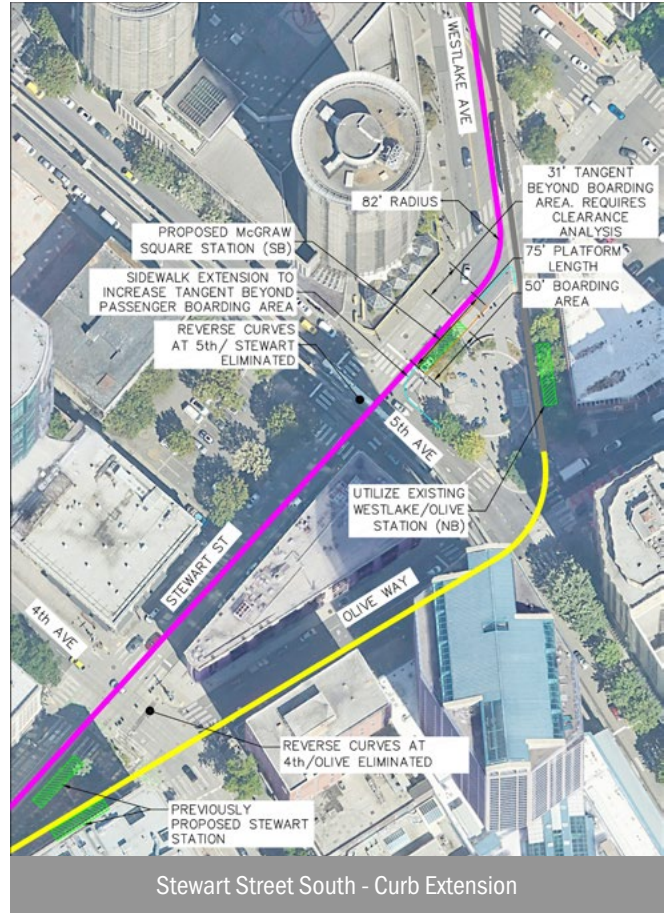 WESTLAKE AVE
82' RADIUS
31' TANGENT
BEYOND BOARDING
AREA. REQUIRES
CLEARANCE
ANALYSIS
PROPOSED McGRAW
SQUARE STATION (SB)
75' PLATFORM
LENGTH
SIDEWALK EXTENSION TO
INCREASE TANGENT BEYOND
PASSENGER BOARDING AREA
50' BOARDING
AREA
REVERSE CURVES
AT 5th/ STEWART
ELIMINATED
5th AVE
UTILIZE EXISTING
WESTLAKE/OLIVE
STATION (NB)
STEWART ST
OLIVE WAY
4th AVE
REVERSE CURVES AT
4th/OLIVE ELIMINATED
PREVIOUSLY
PROPOSED STEWART
STATION
Stewart Street South - Curb Extension